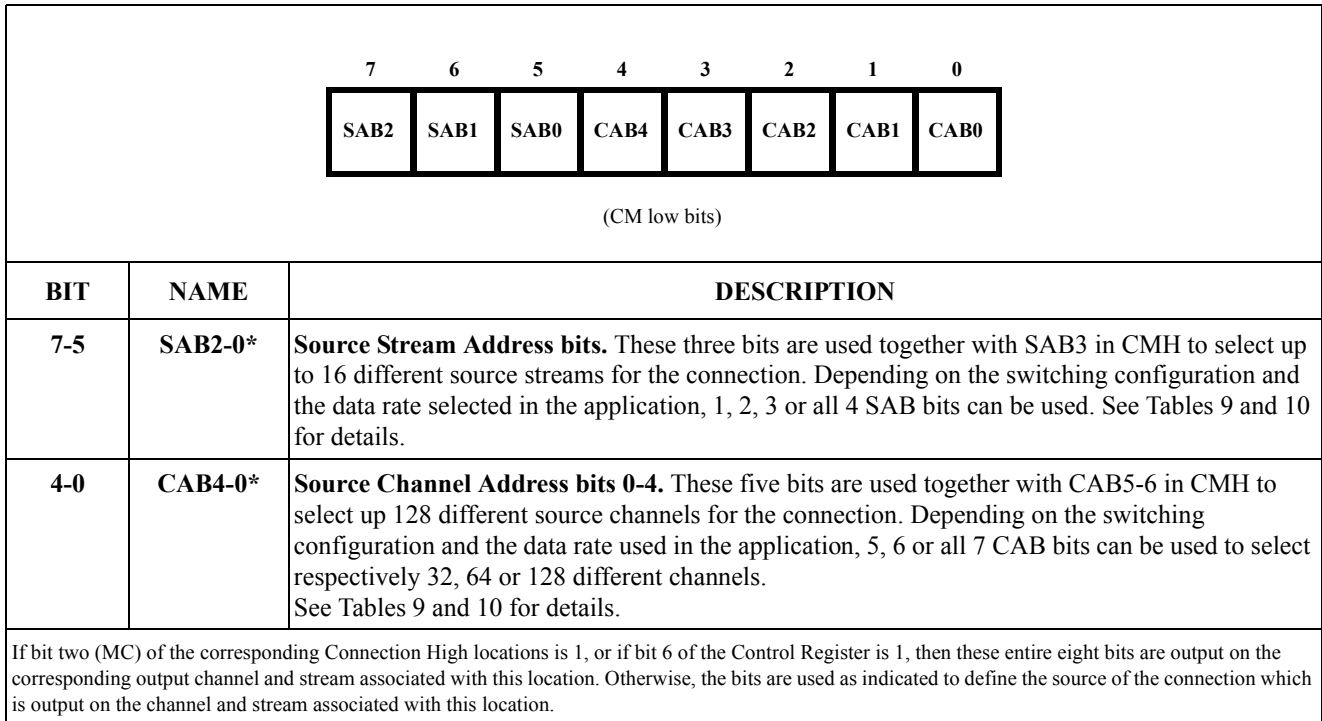 7 6 5 4 3 2 1 0
SAB2 SAB1 SAB0 CAB4 CAB3 CAB2 CAB1 CAB0
(CM low bits)
BIT NAME DESCRIPTION
7-5 SAB2-0* Source Stream Address bits. These three bits are used together with SAB3 in CMH to select up
to 16 different source streams for the connection. Depending on the switching configuration and
the data rate selected in the application, 1, 2, 3 or all 4 SAB bits can be used. See Tables 9 and 10
for details.
4-0 CAB4-0* Source Channel Address bits 0-4. These five bits are used together with CAB5-6 in CMH to
select up 128 different source channels for the connection. Depending on the switching
configuration and the data rate used in the application, 5, 6 or all 7 CAB bits can be used to select
respectively 32, 64 or 128 different channels.
See Tables 9 and 10 for details.
If bit two (MC) of the corresponding Connection High locations is 1, or if bit 6 of the Control Register is 1, then these entire eight bits are output on the
corresponding output channel and stream associated with this location. Otherwise, the bits are used as indicated to define the source of the connection which
is output on the channel and stream associated with this location.